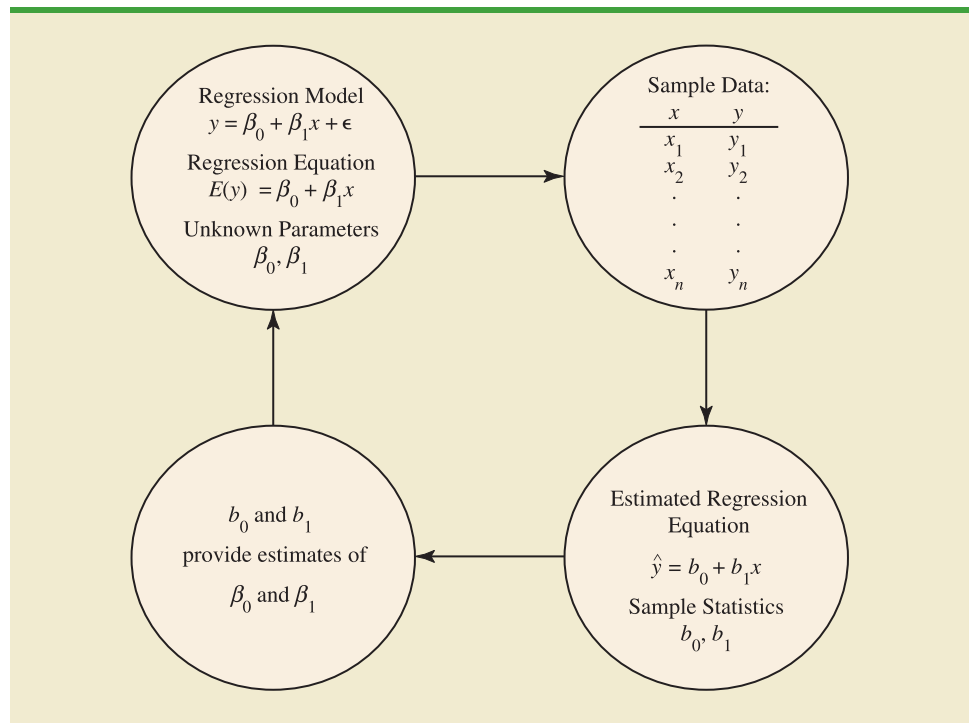 Regression Model
y = β₀ + β₁x + ϵ
Regression Equation
E(y) = β₀ + β₁x
Unknown Parameters
β₀, β₁
Sample Data:
x y
x₁ y₁
x₂ y₂
. .
. .
. .
xₙ yₙ
Estimated Regression
Equation
ŷ = b₀ + b₁x
Sample Statistics
b₀, b₁
b₀ and b₁
provide estimates of
β₀ and β₁